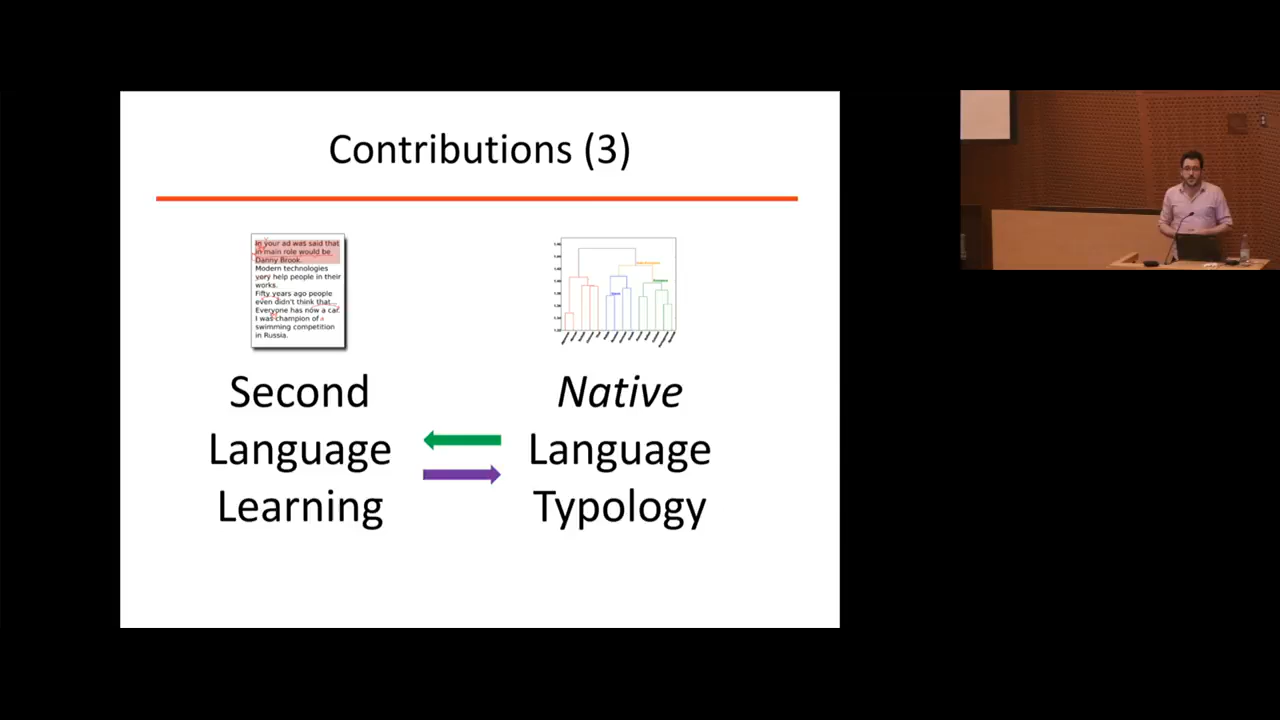 Contributions (3)
In your ad was said that
in main role would be
Danny Brook.
Modern technologies
very help people in their
works.
Fifty years ago people
even didn't think that...
Everyone has now a car.
I was champion of a
swimming competition
in Russia.
Second
Language
Learning
Native
Language
Typology